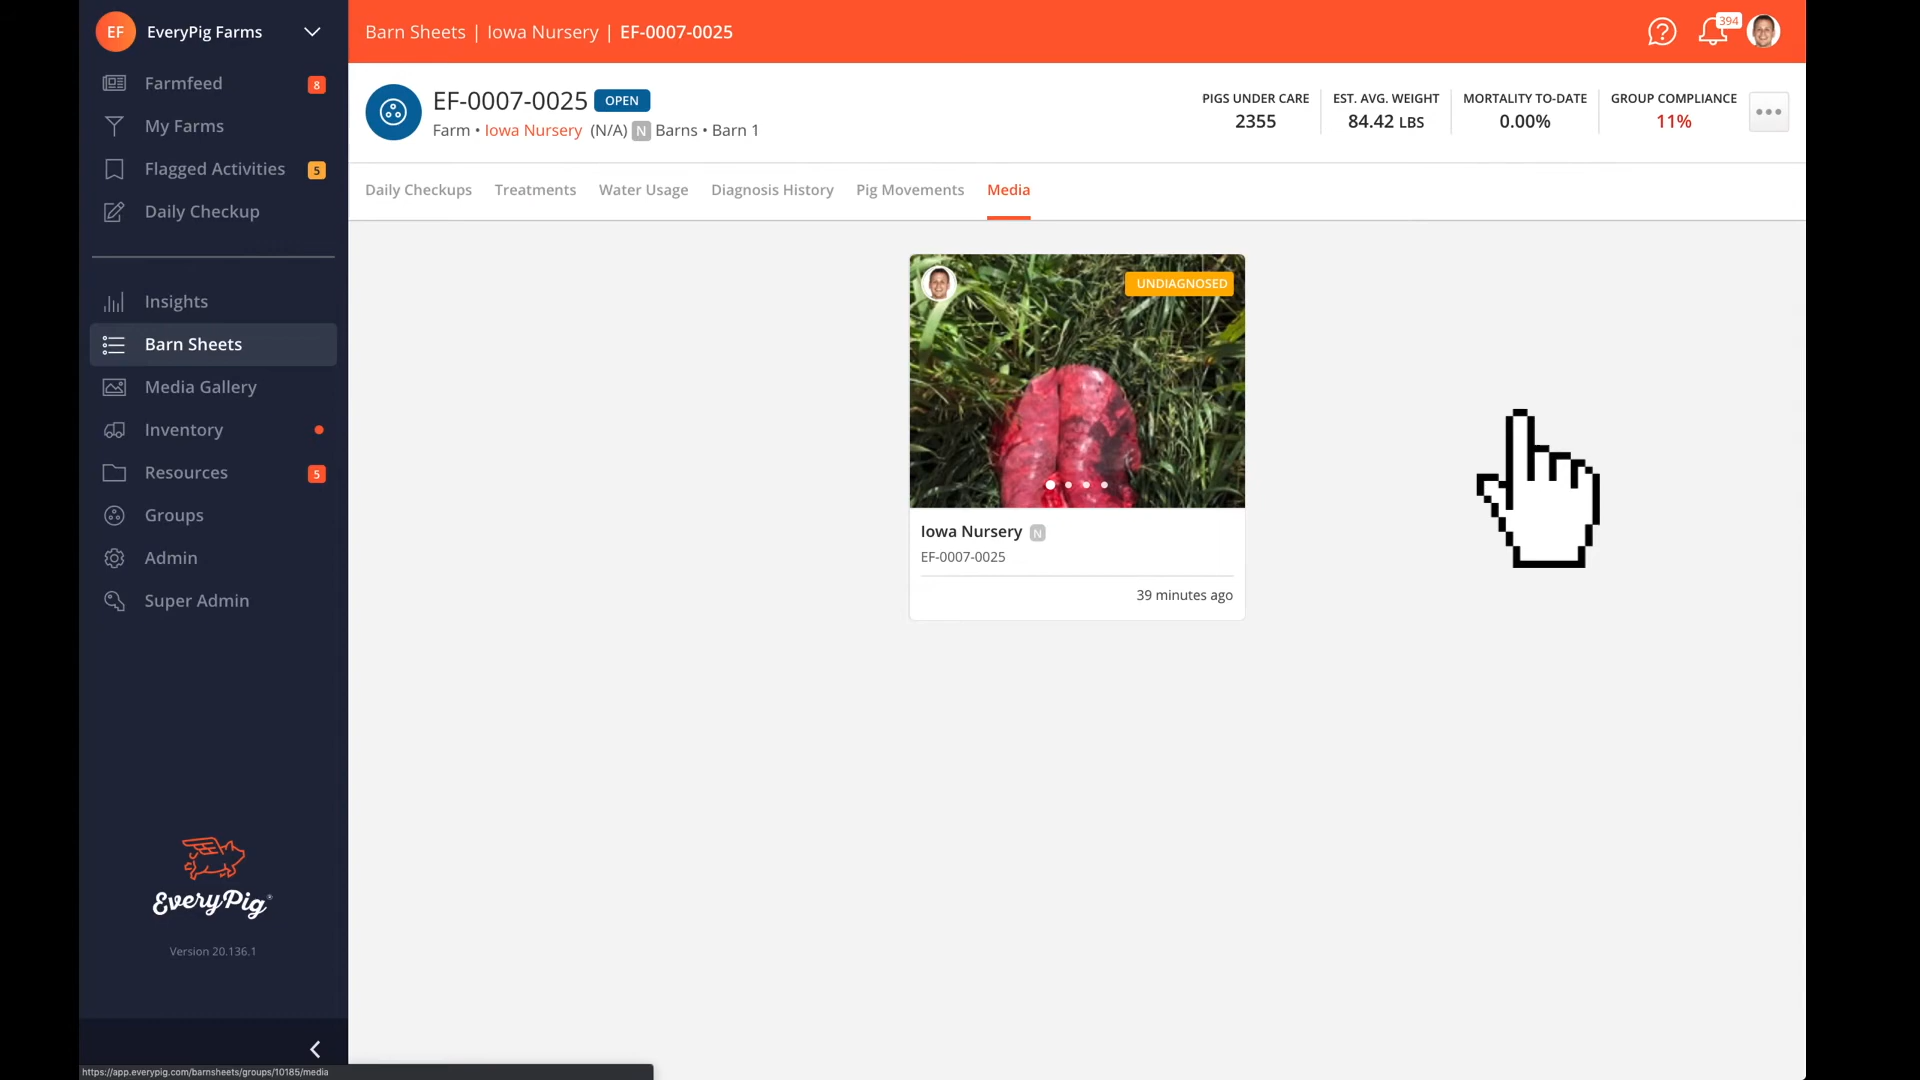 EF EveryPig Farms
Farmfeed 8
My Farms
Flagged Activities 5
Daily Checkup
Insights
Barn Sheets
Media Gallery
Inventory
Resources 5
Groups
Admin
Super Admin
EveryPig®
Version 20.136.1
https://app.everypig.com/barnsheets/groups/10185/media
Barn Sheets | Iowa Nursery | EF-0007-0025
394
EF-0007-0025 OPEN
Farm • Iowa Nursery (N/A) N Barns • Barn 1
PIGS UNDER CARE
2355
EST. AVG. WEIGHT
84.42 LBS
MORTALITY TO-DATE
0.00%
GROUP COMPLIANCE
11%
Daily Checkups Treatments Water Usage Diagnosis History Pig Movements Media
UNDIAGNOSED
Iowa Nursery N
EF-0007-0025
39 minutes ago